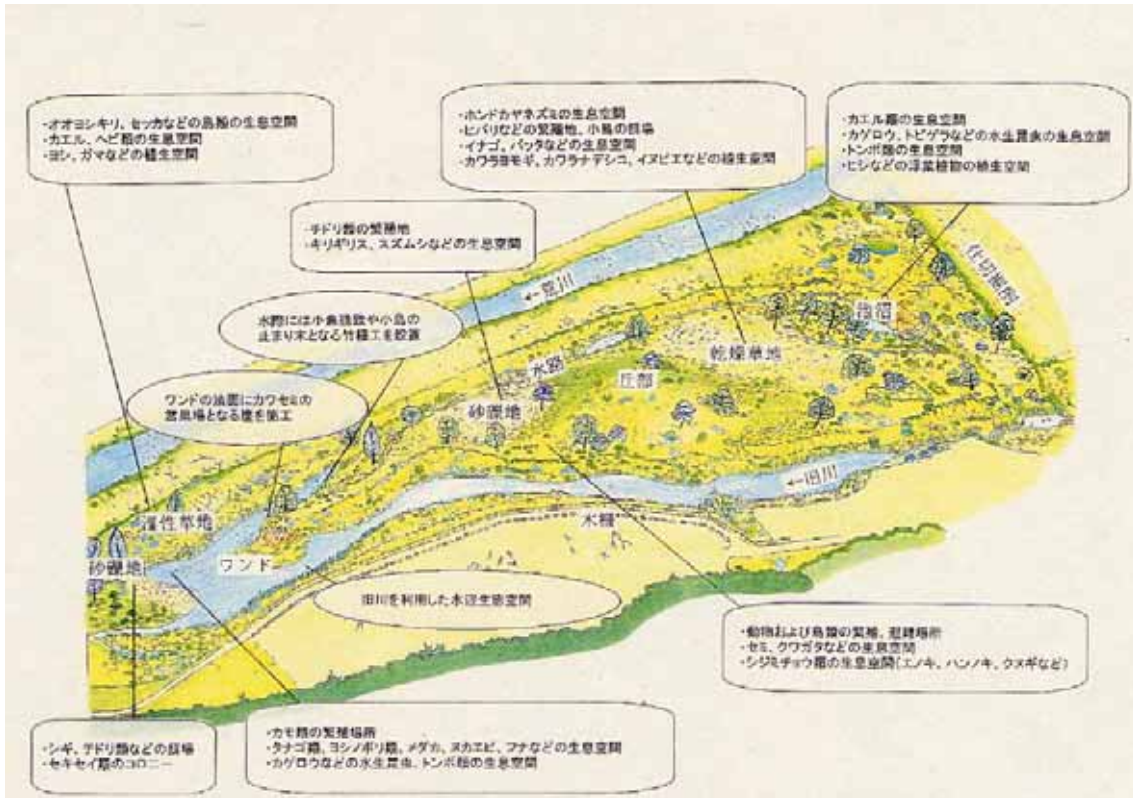 ・オオヨシキリ、セッカなどの鳥類の生息空間
・カエル、ヘビ類の生息空間
・ヨシ、ガマなどの植生空間
・ホンドカヤネズミの生息空間
・ヒバリなどの繁殖地、小鳥の餌場
・イナゴ、バッタなどの生息空間
・カワラヨモギ、カワラナデシコ、イヌビエなどの植生空間
・カエル類の生息空間
・カゲロウ、トビゲラなどの水生昆虫の生息空間
・トンボ類の生息空間
・ヒシなどの浮葉植物の植生空間
・チドリ類の繁殖地
・キリギリス、スズムシなどの生息空間
水路には小魚 や小鳥の
止まり木となる竹柵工を設置
ワンドの法面にカワセミの
営巣場となる壁を施工
←荒川
池沼
水路
丘部
乾燥草地
砂礫地
←旧川
湿性草地
木柵
砂礫地
ワンド
旧川を利用した水辺生態空間
・動物および鳥類の繁殖、避難場所
・セミ、クワガタなどの生息空間
・シジミチョウ類の生息空間(エノキ、ハンノキ、クヌギなど)
・シギ、チドリ類などの餌場
・セキセイ類のコロニー
・カモ類の繁殖場所
・タナゴ類、ヨシノボリ類、メダカ、ヌカエビ、フナなどの生息空間
・カゲロウなどの水生昆虫、トンボ類の生息空間